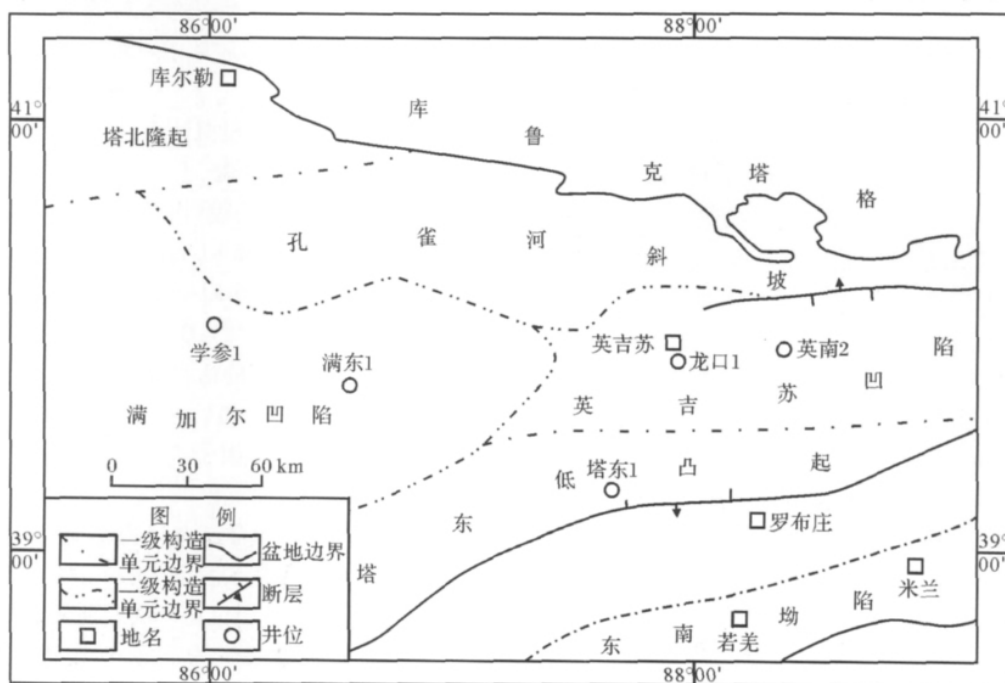 86°00′
88°00′
41°00′
41°00′
库尔勒
塔北隆起
库鲁克塔格
孔雀河斜坡
学参1
满东1
英吉苏
龙口1
英南2
满加尔凹陷
英吉苏凹陷
0 30 60 km
塔东低凸起
塔东1
罗布庄
39°00′
39°00′
米兰
若羌
东南坳陷
图 例
一级构造单元边界
盆地边界
二级构造单元边界
断层
地名
井位
86°00′
88°00′